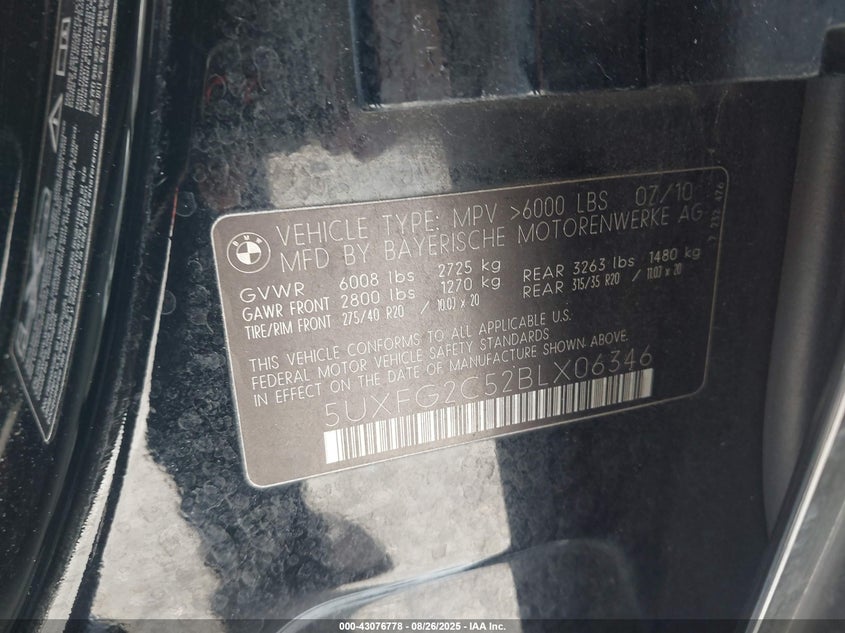 BMW
VEHICLE TYPE: MPV >6000 LBS 07/10
MFD BY BAYERISCHE MOTORENWERKE AG
7 232 476
GVWR 6008 lbs 2725 kg
GAWR FRONT 2800 lbs 1270 kg REAR 3263 lbs 1480 kg
TIRE/RIM FRONT 275/40 R20 / 10.0J x 20 REAR 315/35 R20 / 11.0J x 20
THIS VEHICLE CONFORMS TO ALL APPLICABLE U.S.
FEDERAL MOTOR VEHICLE SAFETY STANDARDS
IN EFFECT ON THE DATE OF MANUFACTURE SHOWN ABOVE.
5UXFG2C52BLX06346
000-43076778 - 08/26/2025 - IAA Inc.